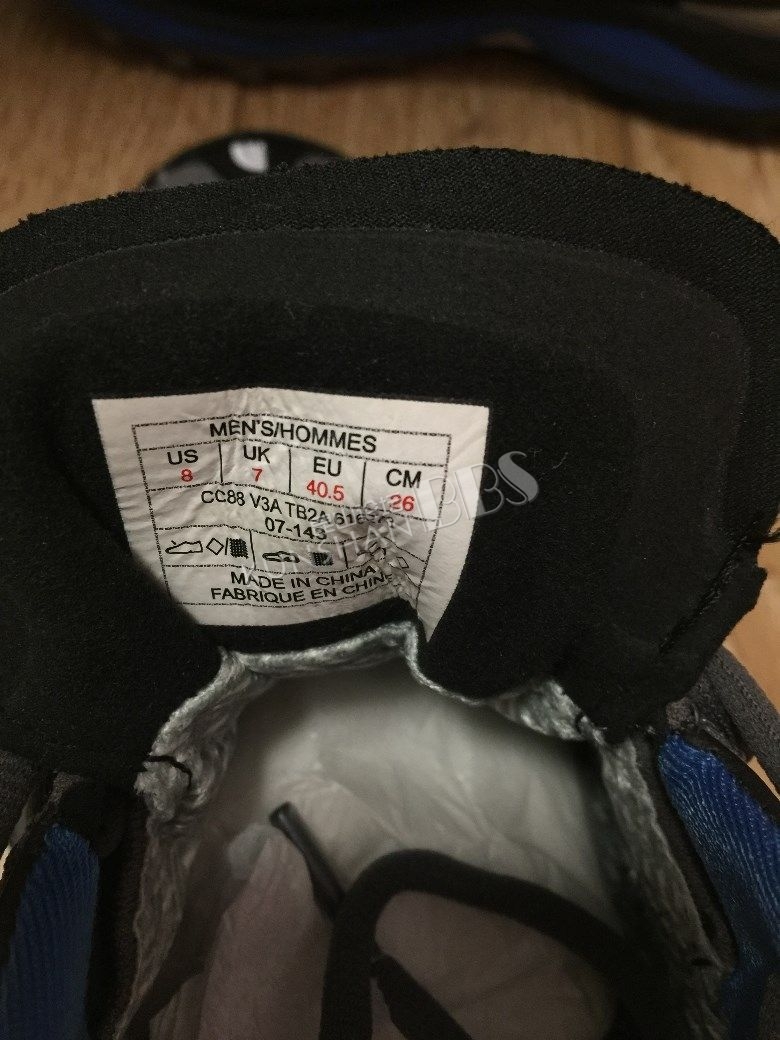 MEN'S/HOMMES
US UK EU CM
8 7 40.5 26
CC88 V3A TB2A
07-143
MADE IN CHINA
FABRIQUE EN CHINE
BBS